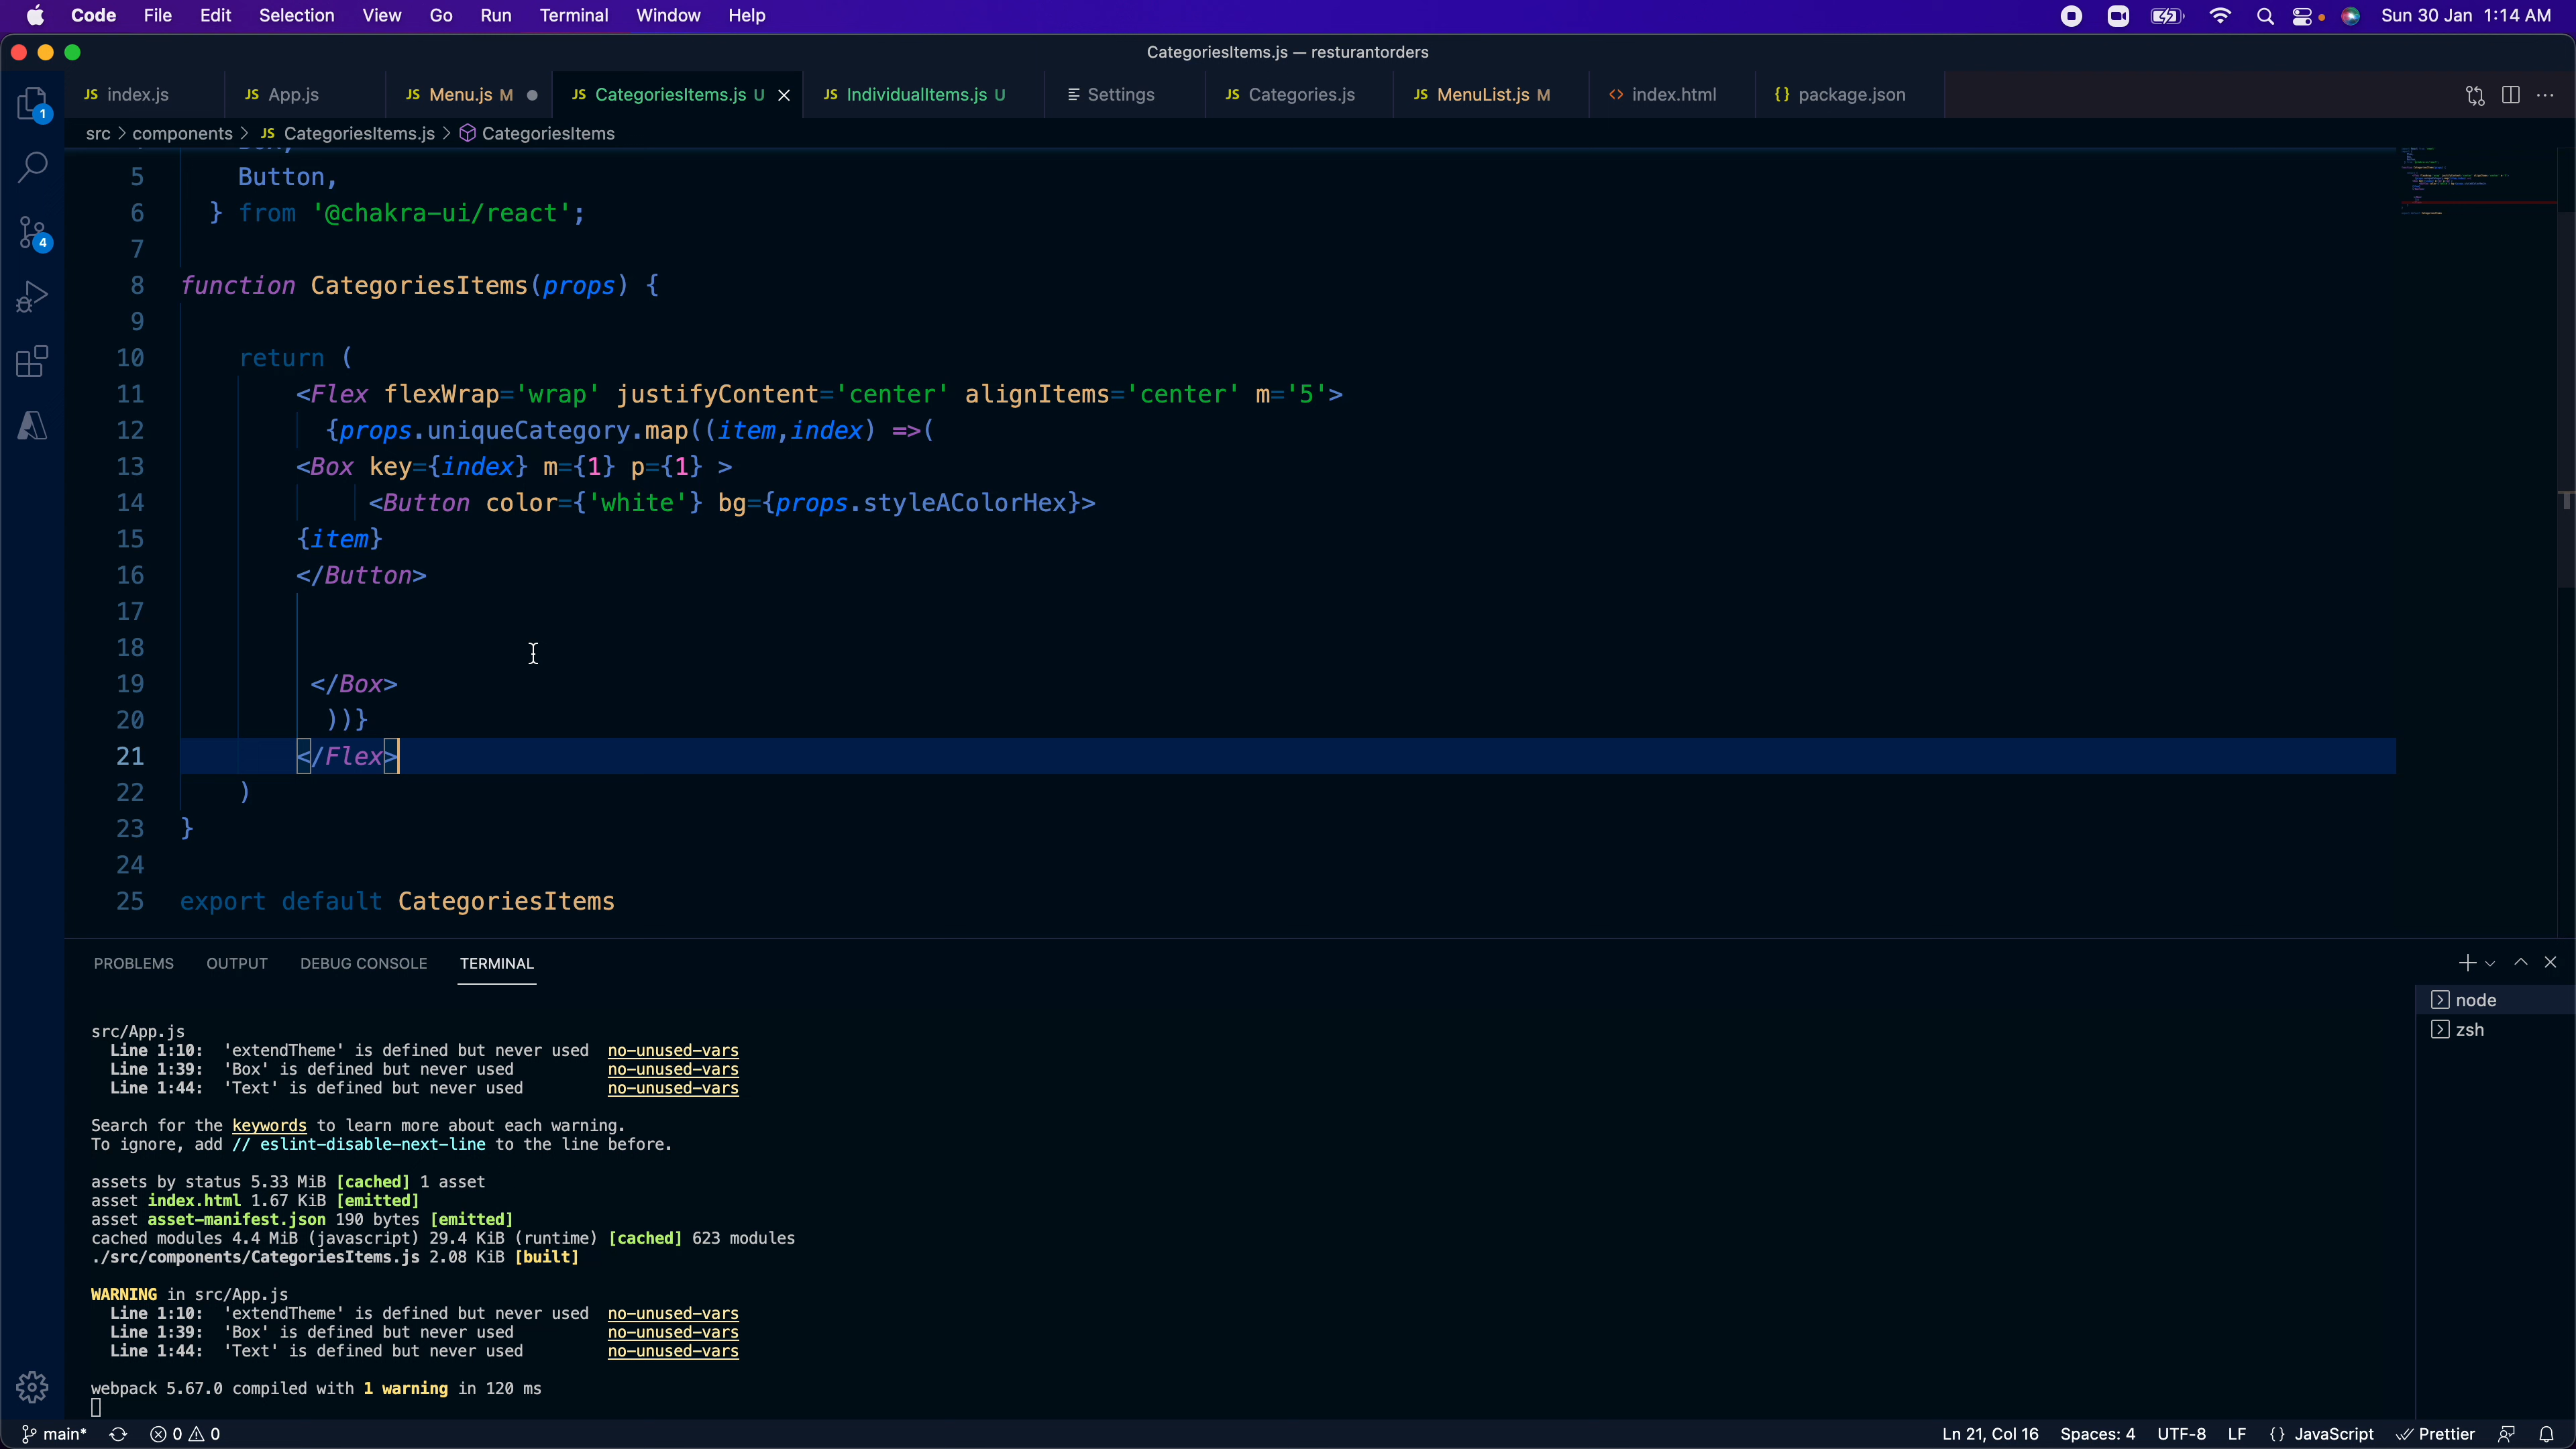 Code File Edit Selection View Go Run Terminal Window Help Sun 30 Jan 1:14 AM
CategoriesItems.js — resturantorders
JS index.js JS App.js JS Menu.js M JS CategoriesItems.js U JS IndividualItems.js U Settings JS Categories.js JS MenuList.js M <> index.html {} package.json
src > components > JS CategoriesItems.js > CategoriesItems
1
4
5 Button,
6 } from '@chakra-ui/react';
7
8 function CategoriesItems(props) {
9
10 return (
11 <Flex flexWrap='wrap' justifyContent='center' alignItems='center' m='5'>
12 {props.uniqueCategory.map((item,index) =>(
13 <Box key={index} m={1} p={1} >
14 <Button color={'white'} bg={props.styleAColorHex}>
15 {item}
16 </Button>
17
18
19 </Box>
20 ))}
21 </Flex>
22 )
23 }
24
25 export default CategoriesItems
PROBLEMS OUTPUT DEBUG CONSOLE TERMINAL
node
zsh
src/App.js
Line 1:10: 'extendTheme' is defined but never used no-unused-vars
Line 1:39: 'Box' is defined but never used no-unused-vars
Line 1:44: 'Text' is defined but never used no-unused-vars
Search for the keywords to learn more about each warning.
To ignore, add // eslint-disable-next-line to the line before.
assets by status 5.33 MiB [cached] 1 asset
asset index.html 1.67 KiB [emitted]
asset asset-manifest.json 190 bytes [emitted]
cached modules 4.4 MiB (javascript) 29.4 KiB (runtime) [cached] 623 modules
./src/components/CategoriesItems.js 2.08 KiB [built]
WARNING in src/App.js
Line 1:10: 'extendTheme' is defined but never used no-unused-vars
Line 1:39: 'Box' is defined but never used no-unused-vars
Line 1:44: 'Text' is defined but never used no-unused-vars
webpack 5.67.0 compiled with 1 warning in 120 ms
main* 0 0 Ln 21, Col 16 Spaces: 4 UTF-8 LF {} JavaScript Prettier